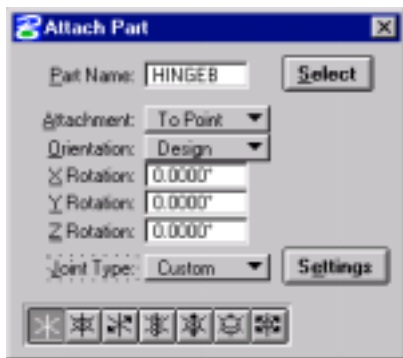 Attach Part
Part Name: HINGEB Select
Attachment: To Point
Orientation: Design
X Rotation: 0.0000°
Y Rotation: 0.0000°
Z Rotation: 0.0000°
Joint Type: Custom Settings